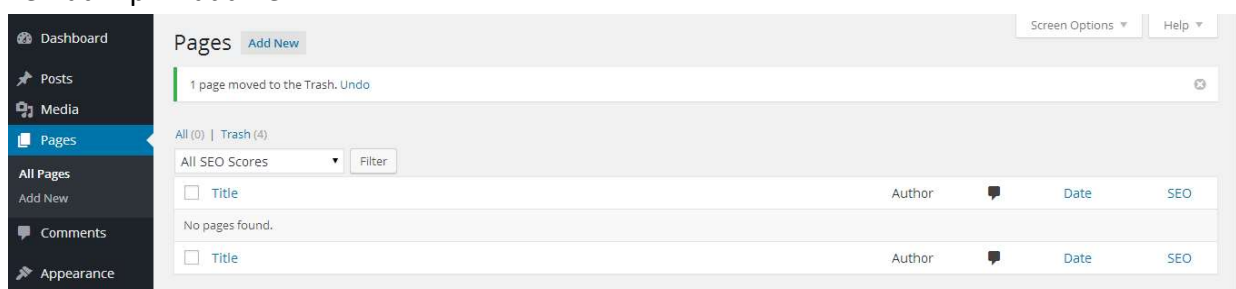 Dashboard
Posts
Media
Pages
All Pages
Add New
Comments
Appearance
Screen Options
Help
Pages Add New
1 page moved to the Trash. Undo
All (0) | Trash (4)
All SEO Scores Filter
Title Author Date SEO
No pages found.
Title Author Date SEO